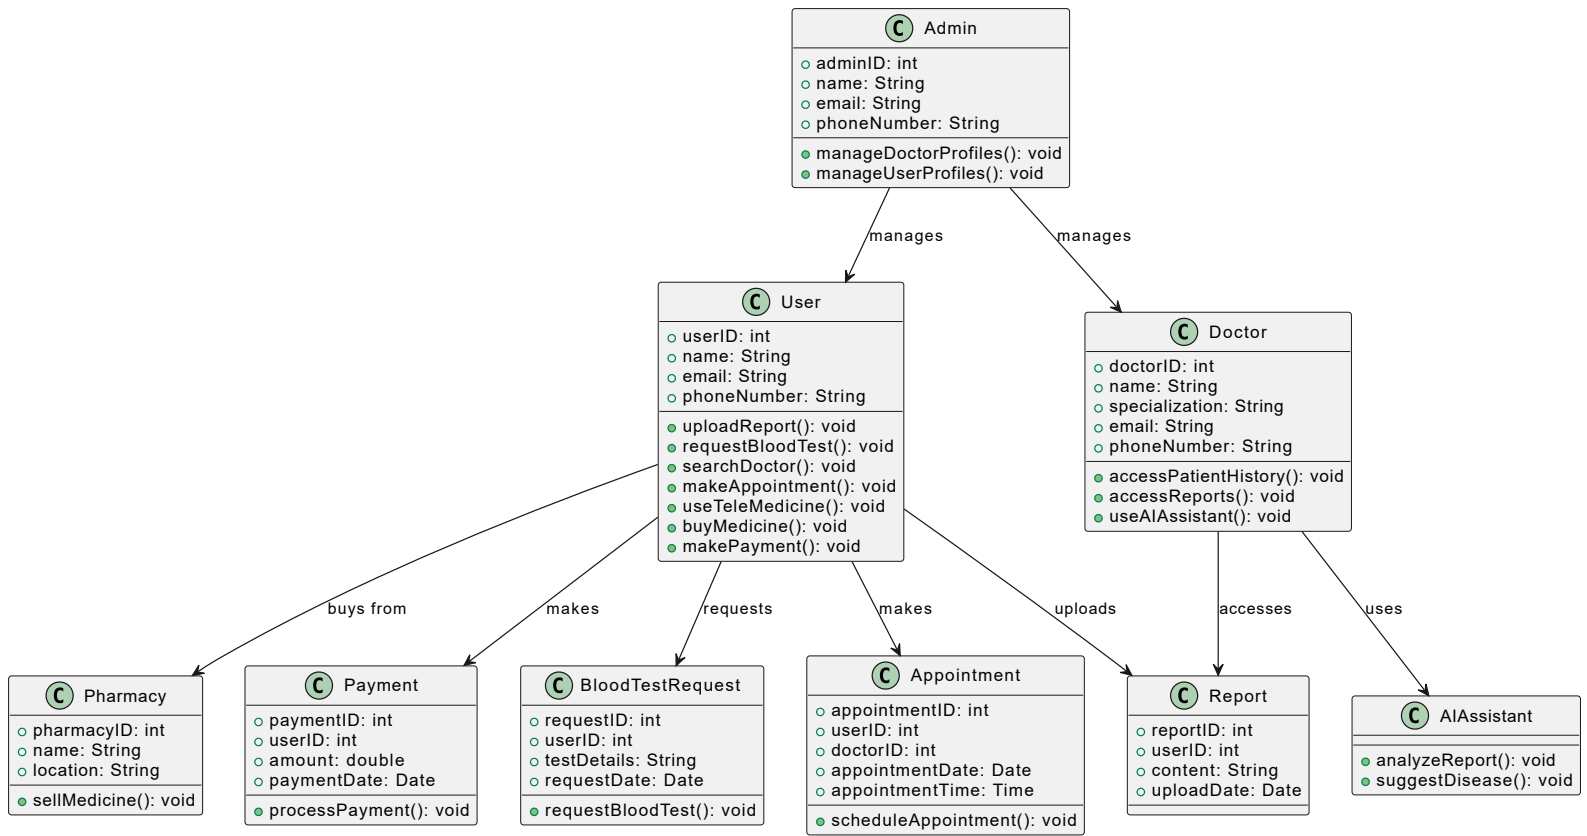 C Admin
adminID: int
name: String
email: String
phoneNumber: String
manageDoctorProfiles(): void
manageUserProfiles(): void
manages
manages
C User
userID: int
name: String
email: String
phoneNumber: String
uploadReport(): void
requestBloodTest(): void
searchDoctor(): void
makeAppointment(): void
useTeleMedicine(): void
buyMedicine(): void
makePayment(): void
C Doctor
doctorID: int
name: String
specialization: String
email: String
phoneNumber: String
accessPatientHistory(): void
accessReports(): void
useAIAssistant(): void
buys from
makes
requests
makes
uploads
accesses
uses
C Pharmacy
pharmacyID: int
name: String
location: String
sellMedicine(): void
C Payment
paymentID: int
userID: int
amount: double
paymentDate: Date
processPayment(): void
C BloodTestRequest
requestID: int
userID: int
testDetails: String
requestDate: Date
requestBloodTest(): void
C Appointment
appointmentID: int
userID: int
doctorID: int
appointmentDate: Date
appointmentTime: Time
scheduleAppointment(): void
C Report
reportID: int
userID: int
content: String
uploadDate: Date
C AIAssistant
analyzeReport(): void
suggestDisease(): void